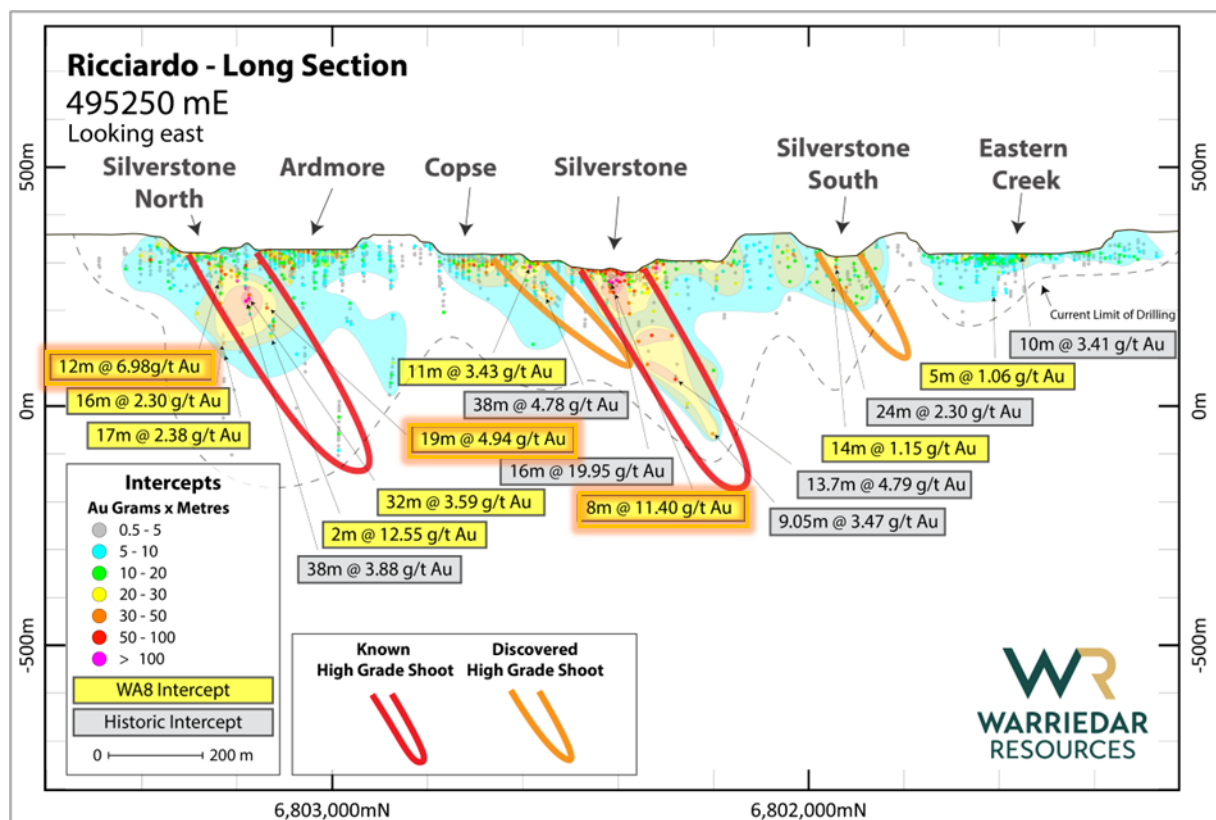 Ricciardo - Long Section
495250 mE
Looking east
Silverstone
North
Ardmore
Copse
Silverstone
Silverstone
South
Eastern
Creek
500m
500m
0m
0m
-500m
-500m
Current Limit of Drilling
12m @ 6.98g/t Au
16m @ 2.30 g/t Au
17m @ 2.38 g/t Au
11m @ 3.43 g/t Au
38m @ 4.78 g/t Au
19m @ 4.94 g/t Au
16m @ 19.95 g/t Au
32m @ 3.59 g/t Au
2m @ 12.55 g/t Au
38m @ 3.88 g/t Au
8m @ 11.40 g/t Au
10m @ 3.41 g/t Au
5m @ 1.06 g/t Au
24m @ 2.30 g/t Au
14m @ 1.15 g/t Au
13.7m @ 4.79 g/t Au
9.05m @ 3.47 g/t Au
Intercepts
Au Grams x Metres
0.5 - 5
5 - 10
10 - 20
20 - 30
30 - 50
50 - 100
> 100
WA8 Intercept
Historic Intercept
0
200 m
Known
High Grade Shoot
Discovered
High Grade Shoot
WR
WARRIEDAR
RESOURCES
6,803,000mN
6,802,000mN